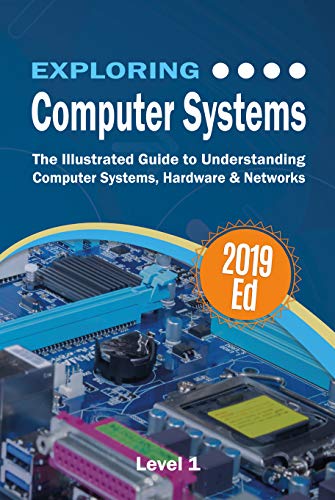 EXPLORING
Computer Systems
The Illustrated Guide to Understanding
Computer Systems, Hardware & Networks
2019
Ed
Level 1